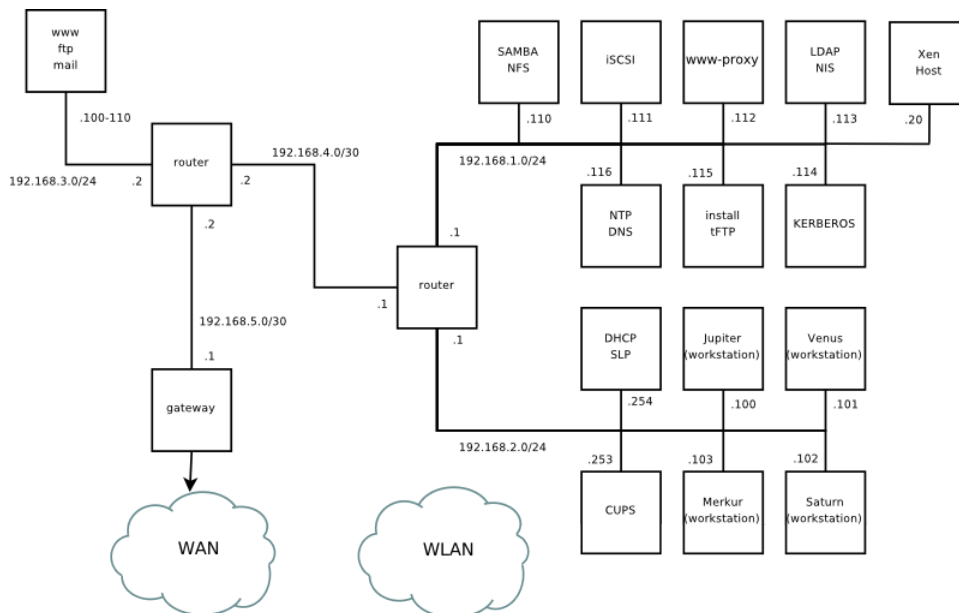 www
ftp
mail
SAMBA
NFS
iSCSI
www-proxy
LDAP
NIS
Xen
Host
.100-110
.110
.111
.112
.113
.20
router
192.168.4.0/30
192.168.1.0/24
192.168.3.0/24
.2
.2
.2
.116
.115
.114
NTP
DNS
install
tFTP
KERBEROS
.1
router
.1
.1
192.168.5.0/30
.1
gateway
DHCP
SLP
Jupiter
(workstation)
Venus
(workstation)
.254
.100
.101
192.168.2.0/24
.253
.103
.102
CUPS
Merkur
(workstation)
Saturn
(workstation)
WAN
WLAN